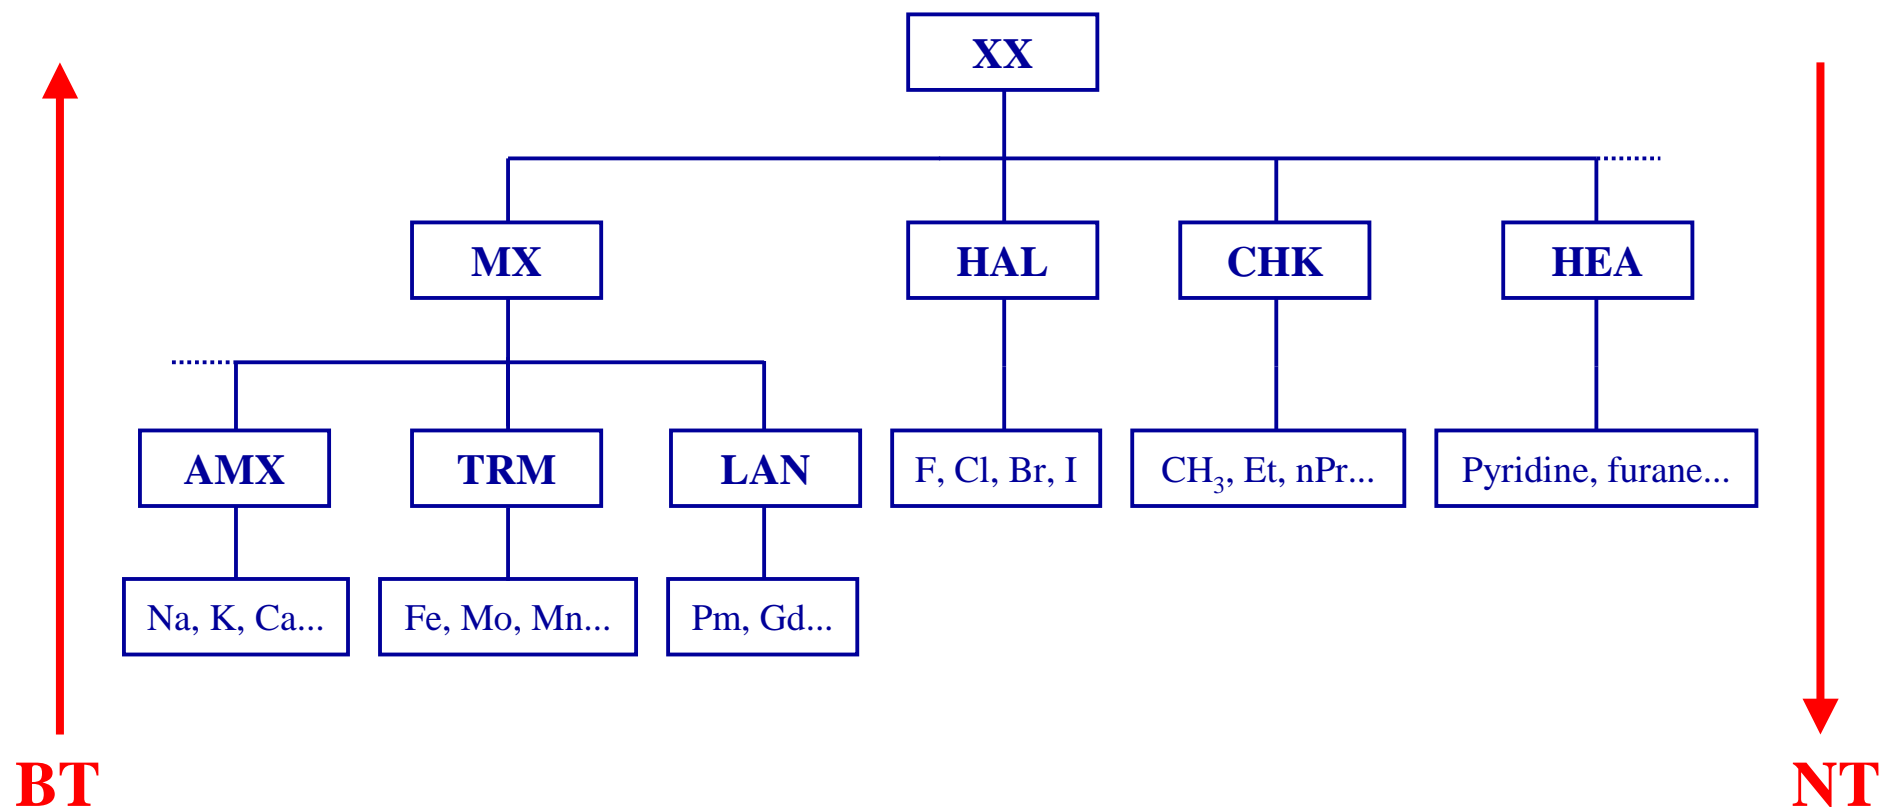 XX
MX
HAL
CHK
HEA
AMX
TRM
LAN
F, Cl, Br, I
CH₃, Et, nPr...
Pyridine, furane...
Na, K, Ca...
Fe, Mo, Mn...
Pm, Gd...
BT
NT